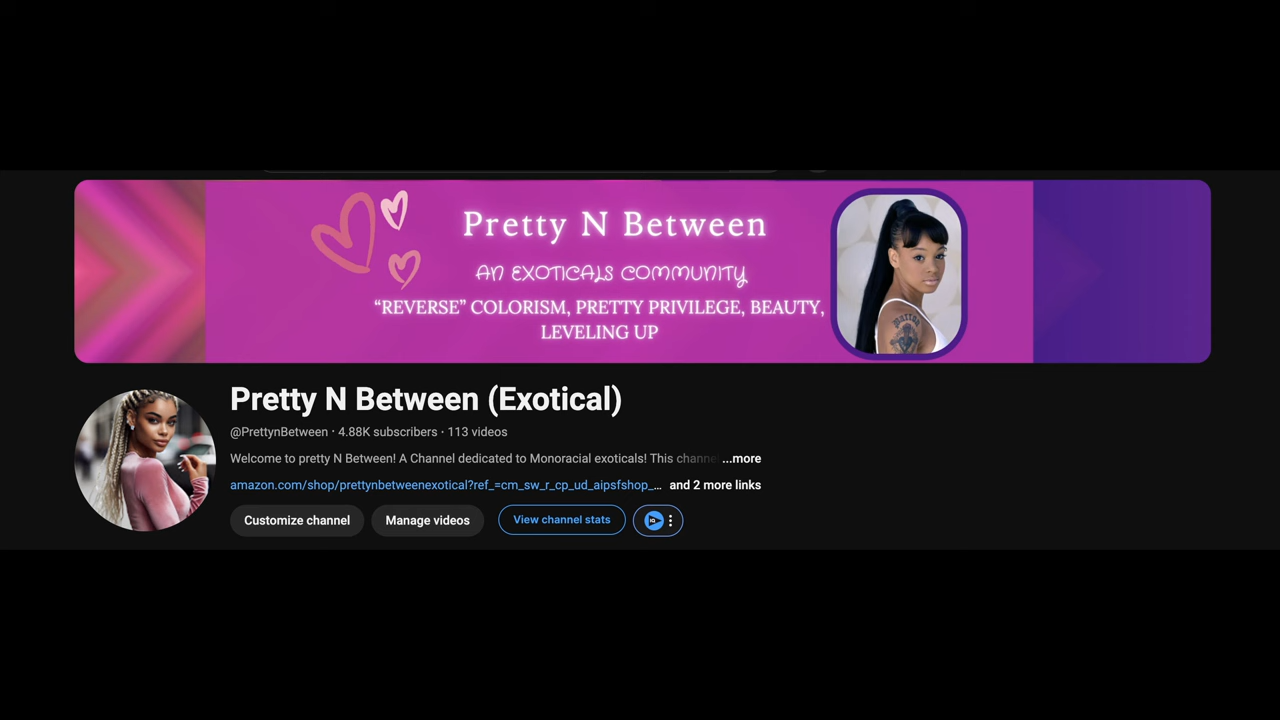 Pretty N Between
AN EXOTICALS COMMUNITY
“REVERSE” COLORISM, PRETTY PRIVILEGE, BEAUTY,
LEVELING UP
Pretty N Between (Exotical)
@PrettynBetween · 4.88K subscribers · 113 videos
Welcome to pretty N Between! A Channel dedicated to Monoracial exoticals! This channe ...more
amazon.com/shop/prettynbetweenexotical?ref_=cm_sw_r_cp_ud_aipsfshop_… and 2 more links
Customize channel Manage videos View channel stats IQ